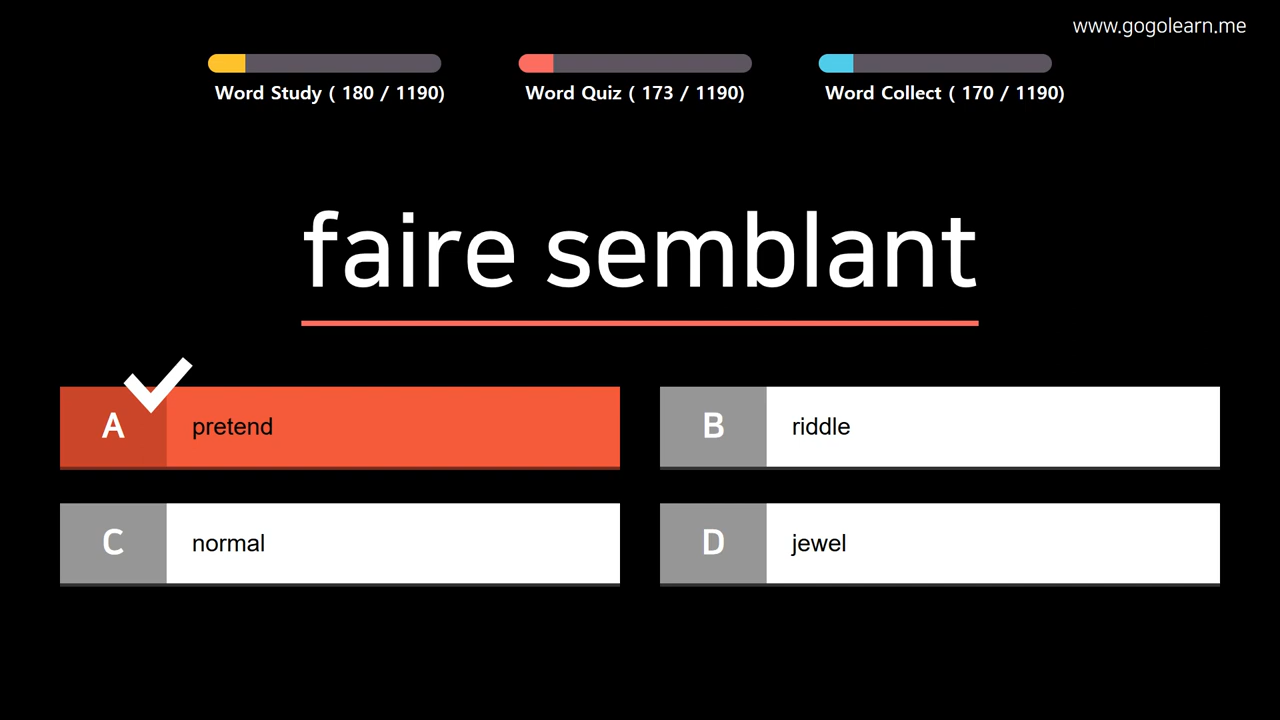 www.gogolearn.me
Word Study ( 180 / 1190)
Word Quiz ( 173 / 1190)
Word Collect ( 170 / 1190)
faire semblant
A pretend
B riddle
C normal
D jewel